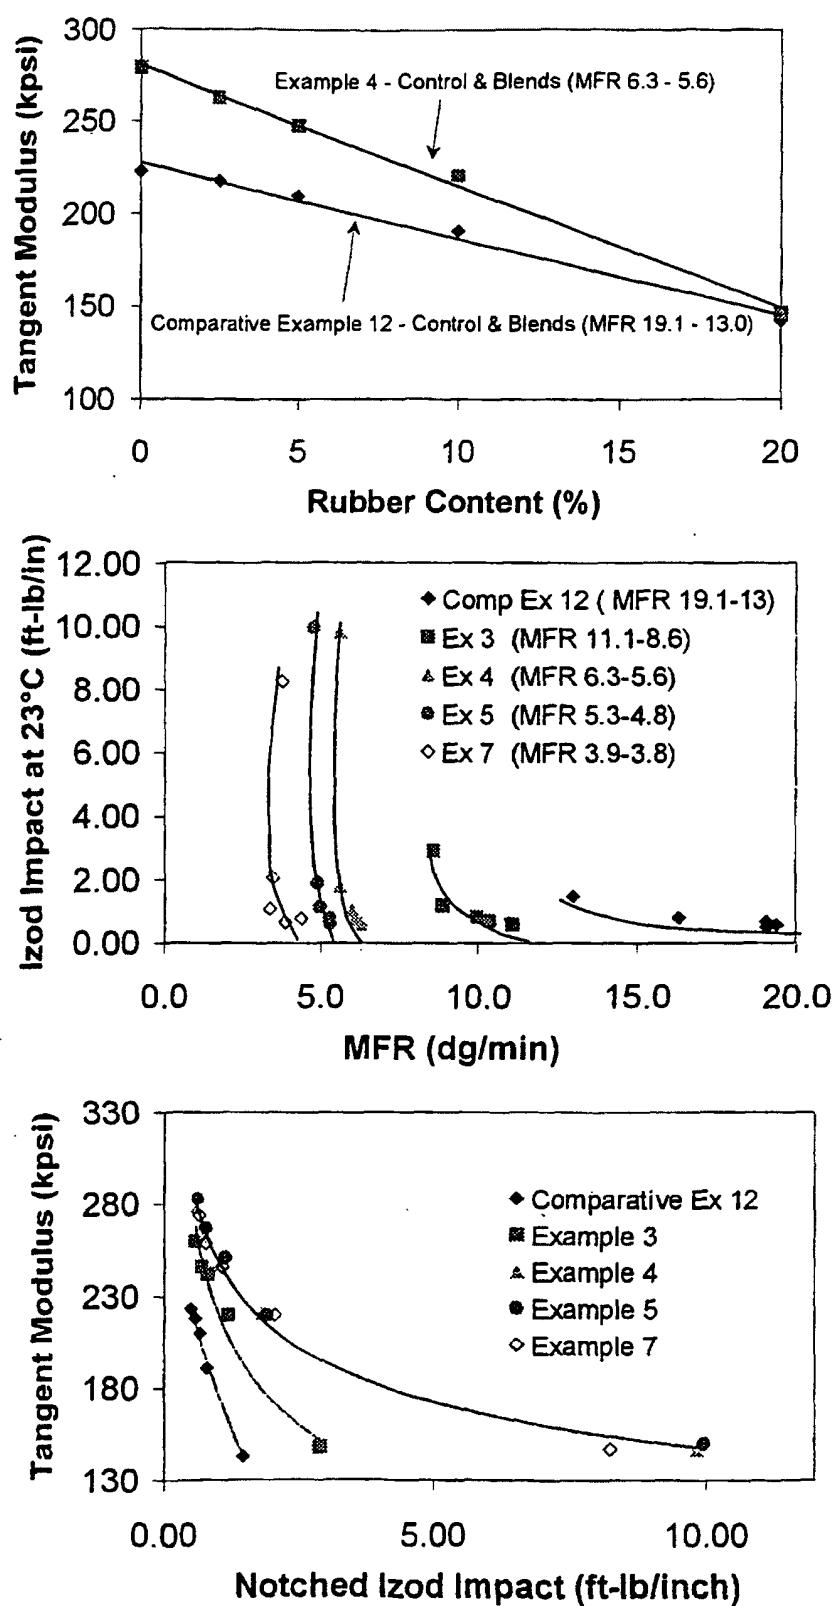 300
250
200
150
100
Tangent Modulus (kpsi)
Example 4 - Control & Blends (MFR 6.3 - 5.6)
Comparative Example 12 - Control & Blends (MFR 19.1 - 13.0)
0 5 10 15 20
Rubber Content (%)
12.00
10.00
8.00
6.00
4.00
2.00
0.00
Izod Impact at 23°C (ft-lb/in)
Comp Ex 12 ( MFR 19.1-13)
Ex 3 (MFR 11.1-8.6)
Ex 4 (MFR 6.3-5.6)
Ex 5 (MFR 5.3-4.8)
Ex 7 (MFR 3.9-3.8)
0.0 5.0 10.0 15.0 20.0
MFR (dg/min)
330
280
230
180
130
Tangent Modulus (kpsi)
Comparative Ex 12
Example 3
Example 4
Example 5
Example 7
0.00 5.00 10.00
Notched Izod Impact (ft-lb/inch)